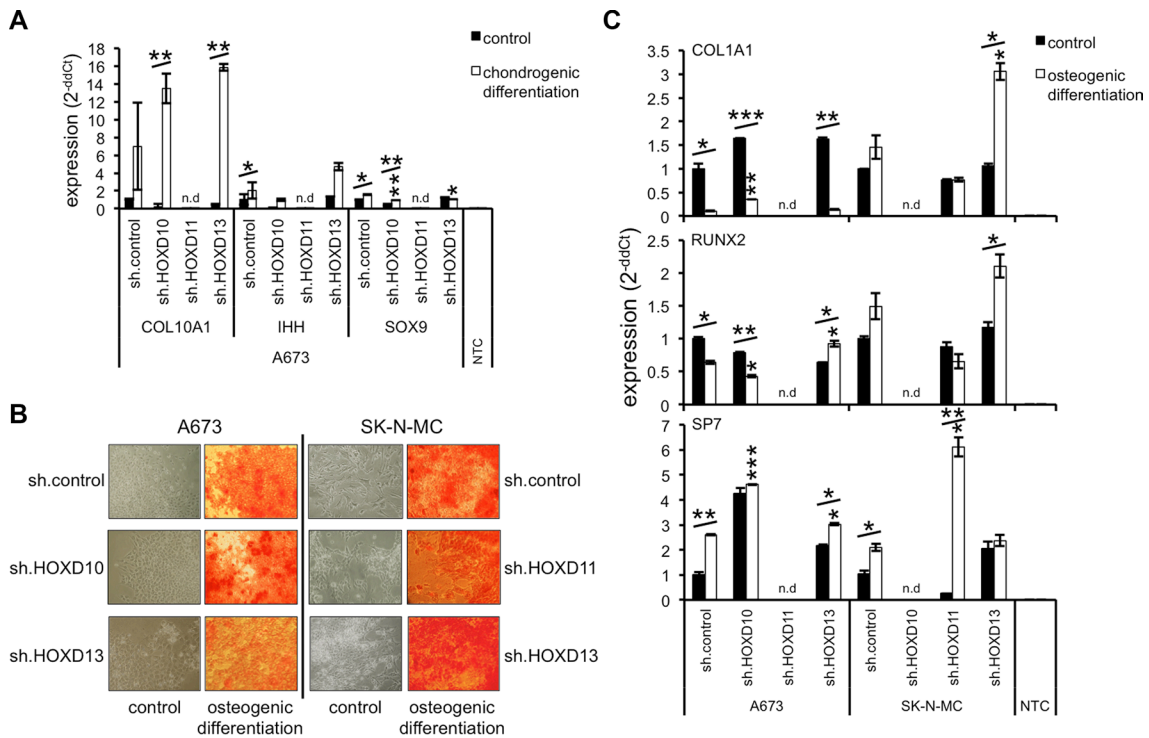 A
expression (2-ddCt)
18
16
14
12
10
8
6
4
2
0
control
chondrogenic
differentiation
**
**
*
n.d
n.d
*
**
**
*
sh.control
sh.HOXD10
sh.HOXD11
sh.HOXD13
sh.control
sh.HOXD10
sh.HOXD11
sh.HOXD13
sh.control
sh.HOXD10
sh.HOXD11
sh.HOXD13
COL10A1
IHH
SOX9
NTC
A673
B
A673
SK-N-MC
sh.control
sh.control
sh.HOXD10
sh.HOXD11
sh.HOXD13
sh.HOXD13
control
osteogenic
differentiation
control
osteogenic
differentiation
C
expression (2-ddCt)
control
osteogenic
differentiation
COL1A1
3.5
3
2.5
2
1.5
1
0.5
0
*
***
**
n.d
**
n.d
*
*
RUNX2
2.5
2
1.5
1
0.5
0
*
**
*
n.d
*
*
n.d
*
SP7
7
6
5
4
3
2
1
0
**
***
n.d
*
*
*
n.d
**
*
sh.control
sh.HOXD10
sh.HOXD11
sh.HOXD13
sh.control
sh.HOXD10
sh.HOXD11
sh.HOXD13
A673
SK-N-MC
NTC